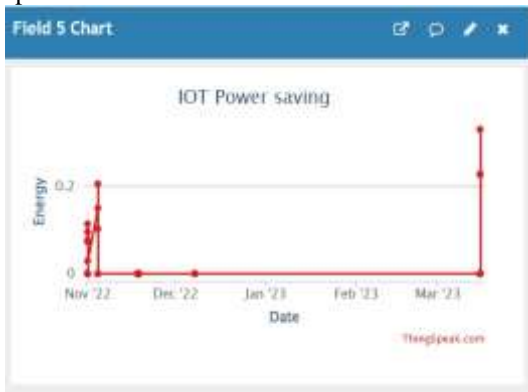 Field 5 Chart
IOT Power saving
Energy
0.2
0
Nov '22 Dec '22 Jan '23 Feb '23 Mar '23
Date
ThingSpeak.com